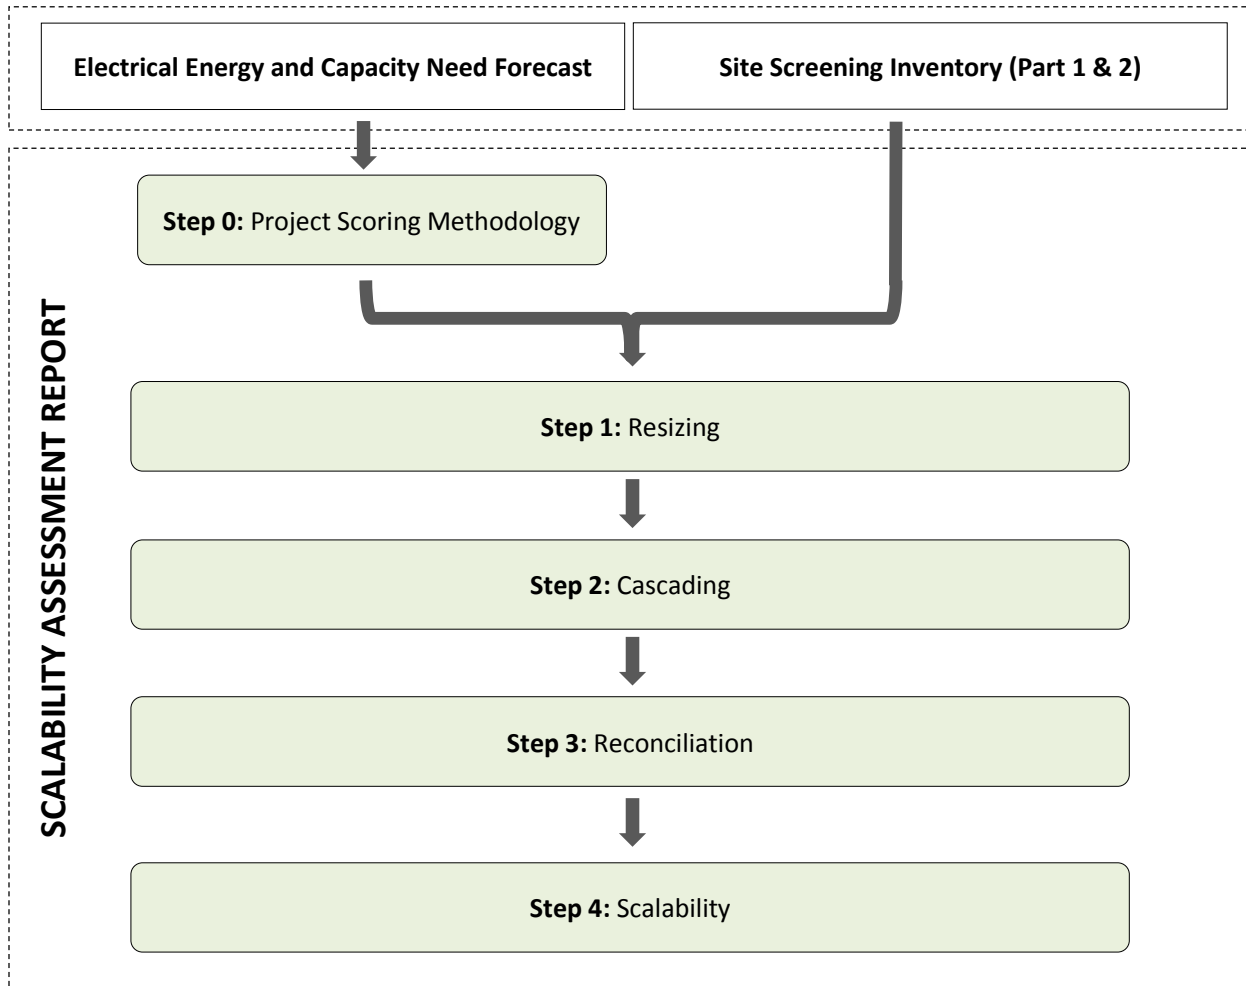 Electrical Energy and Capacity Need Forecast
Site Screening Inventory (Part 1 & 2)
SCALABILITY ASSESSMENT REPORT
Step 0: Project Scoring Methodology
Step 1: Resizing
Step 2: Cascading
Step 3: Reconciliation
Step 4: Scalability